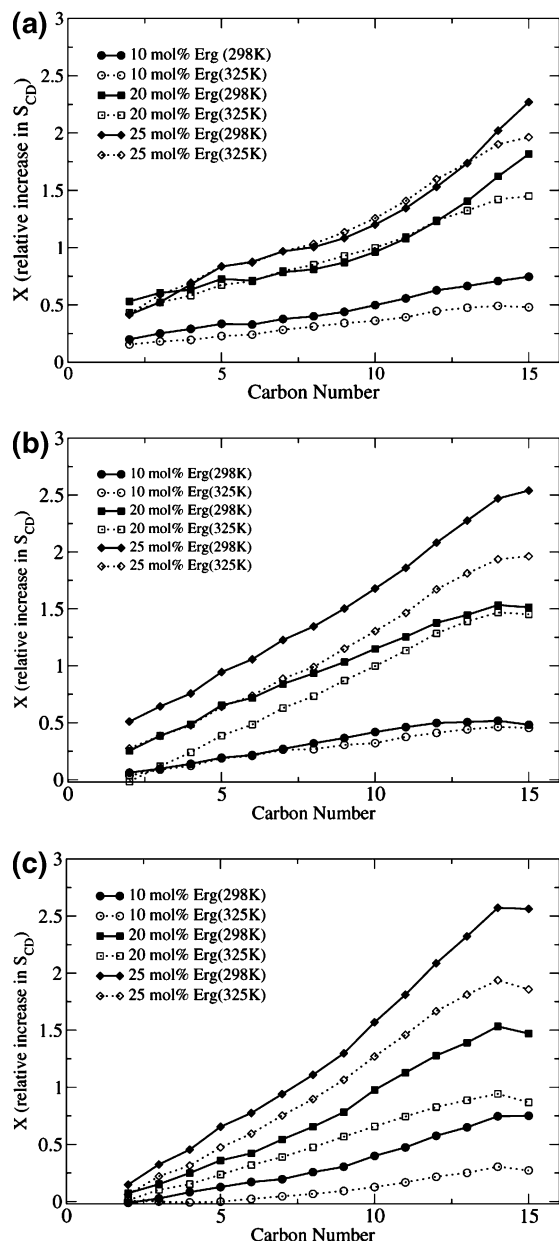 (a)
3
2.5
2
1.5
1
0.5
0
X (relative increase in S_CD)
10 mol% Erg (298K)
10 mol% Erg(325K)
20 mol% Erg(298K)
20 mol% Erg(325K)
25 mol% Erg(298K)
25 mol% Erg(325K)
0 5 10 15
Carbon Number
(b)
3
2.5
2
1.5
1
0.5
0
X (relative increase in S_CD)
10 mol% Erg(298K)
10 mol% Erg(325K)
20 mol% Erg(298K)
20 mol% Erg(325K)
25 mol% Erg(298K)
25 mol% Erg(325K)
0 5 10 15
Carbon Number
(c)
3
2.5
2
1.5
1
0.5
0
X (relative increase in S_CD)
10 mol% Erg(298K)
10 mol% Erg(325K)
20 mol% Erg(298K)
20 mol% Erg(325K)
25 mol% Erg(298K)
25 mol% Erg(325K)
0 5 10 15
Carbon Number